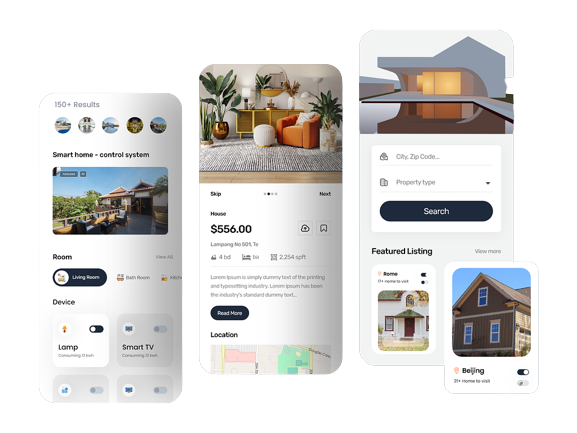 150+ Results
Smart home - control system
Room
View All
Living Room
Bath Room
Kitche
Device
Lamp
Consuming 12 kwh
Smart TV
Consuming 12 kwh
Skip
Next
House
$556.00
Lampong No 501, Tc
4 bd
ba
2,254 spft
Lorem Ipsum is simply dummy text of the printing
and typesetting industry. Lorem Ipsum has been
the industry's standard dummy text...
Read More
Location
City, Zip Code...
Property type
Search
Featured Listing
View more
Rome
17+ Home to visit
Beijing
31+ Home to visit